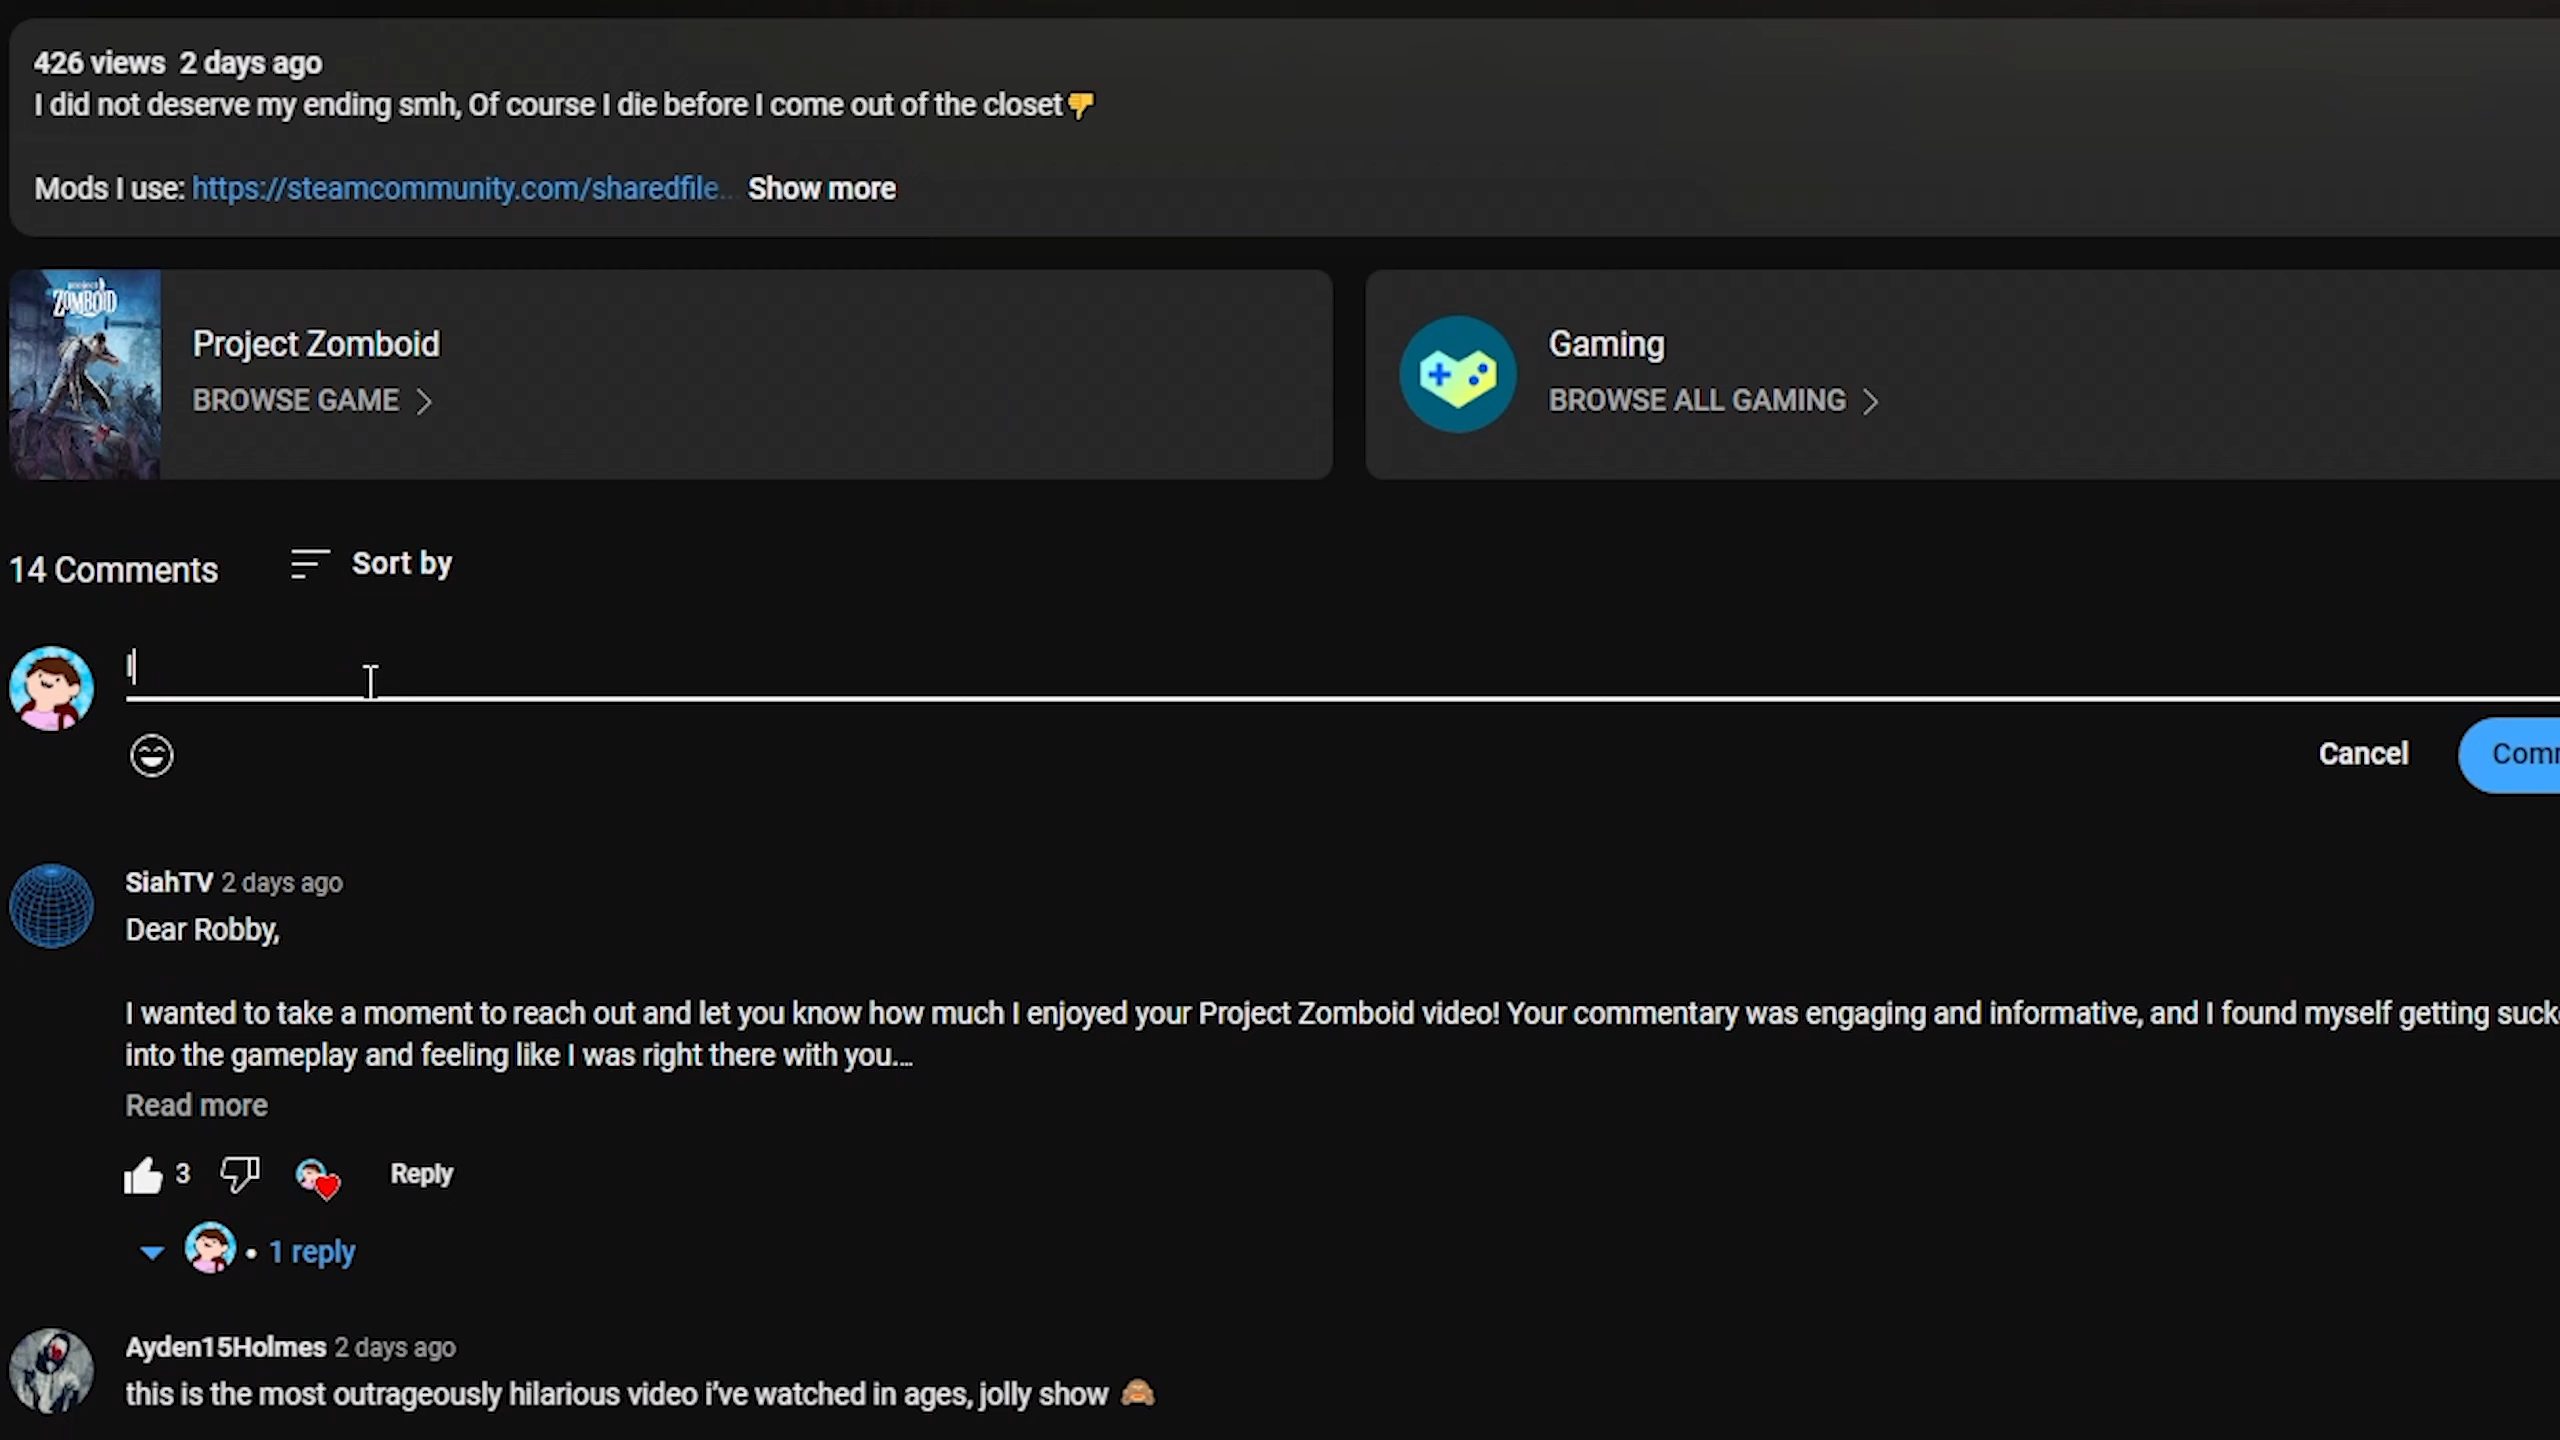 426 views 2 days ago
I did not deserve my ending smh, Of course I die before I come out of the closet👎
Mods I use: https://steamcommunity.com/sharedfile... Show more
project
ZOMBOID
Project Zomboid
BROWSE GAME
Gaming
BROWSE ALL GAMING
14 Comments
Sort by
I
Cancel
Comm
SiahTV 2 days ago
Dear Robby,
I wanted to take a moment to reach out and let you know how much I enjoyed your Project Zomboid video! Your commentary was engaging and informative, and I found myself getting sucke
into the gameplay and feeling like I was right there with you...
Read more
3
Reply
• 1 reply
Ayden15Holmes 2 days ago
this is the most outrageously hilarious video i've watched in ages, jolly show 🙈